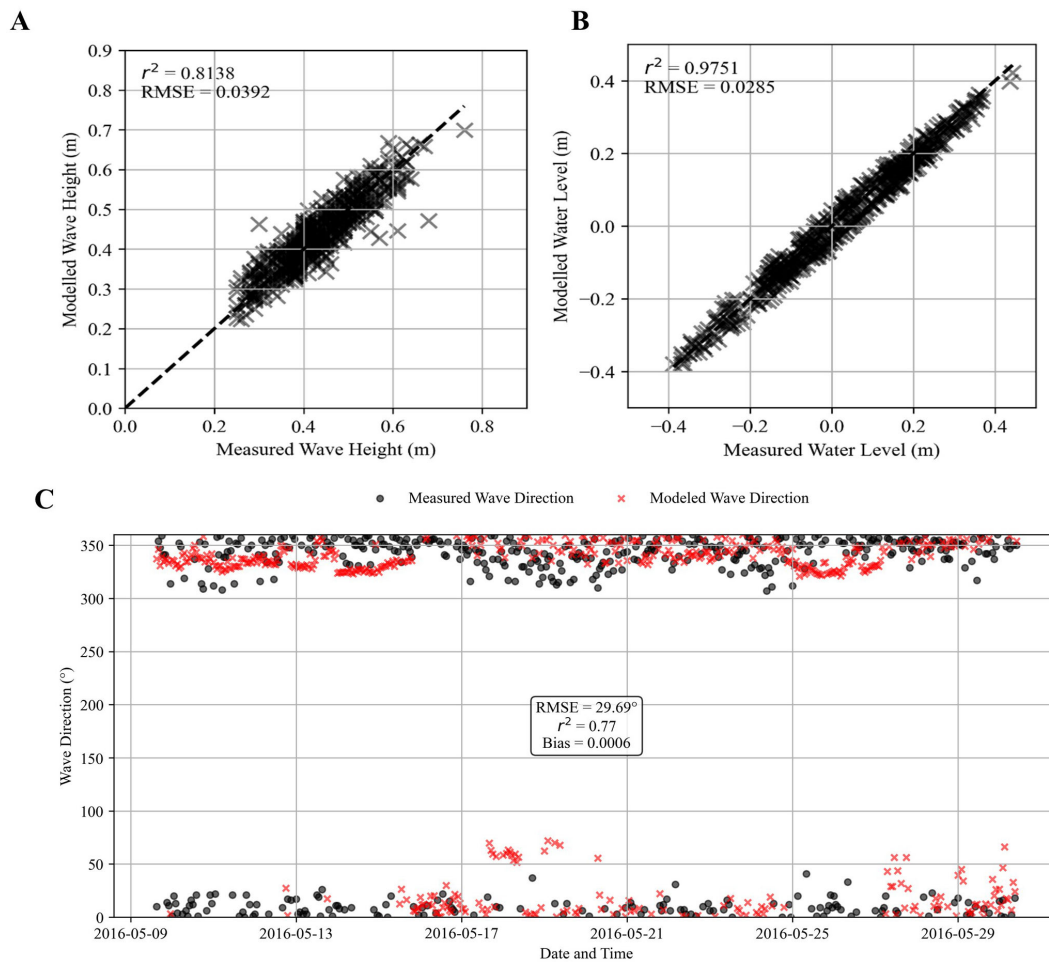 A
B
r² = 0.8138
RMSE = 0.0392
0.9
0.8
0.7
0.6
0.5
0.4
0.3
0.2
0.1
0.0
Modelled Wave Height (m)
0.0
0.2
0.4
0.6
0.8
Measured Wave Height (m)
r² = 0.9751
RMSE = 0.0285
0.4
0.2
0.0
−0.2
−0.4
Modelled Water Level (m)
−0.4
−0.2
0.0
0.2
0.4
Measured Water Level (m)
C
Measured Wave Direction
Modeled Wave Direction
350
300
250
200
150
100
50
0
Wave Direction (°)
RMSE = 29.69°
r² = 0.77
Bias = 0.0006
2016-05-09
2016-05-13
2016-05-17
2016-05-21
2016-05-25
2016-05-29
Date and Time